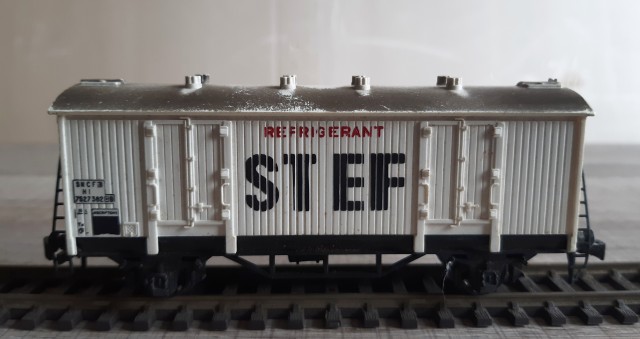 REFRIGERANT
STEF
SNCF